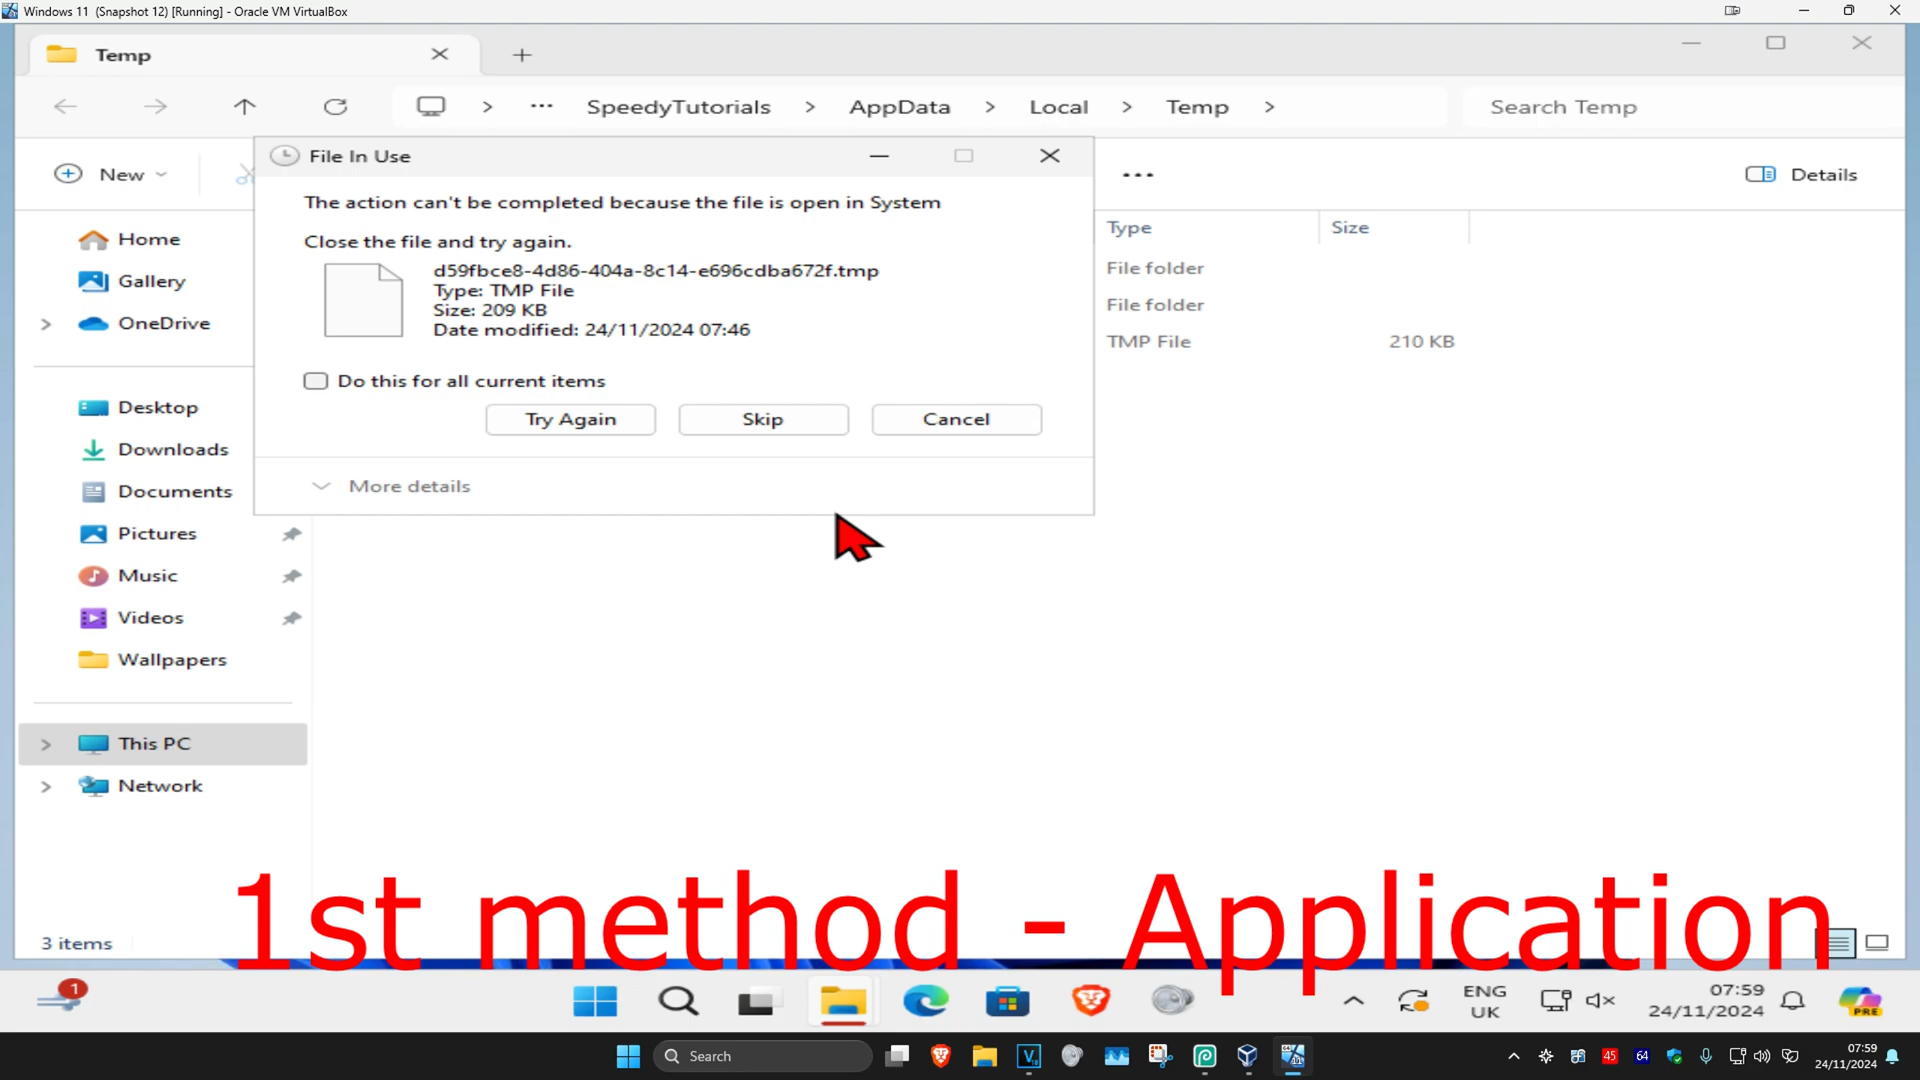 Windows 11 (Snapshot 12) [Running] - Oracle VM VirtualBox
Temp
SpeedyTutorials > AppData > Local > Temp >
Search Temp
New
Details
File In Use
The action can't be completed because the file is open in System
Close the file and try again.
d59fbce8-4d86-404a-8c14-e696cdba672f.tmp
Type: TMP File
Size: 209 KB
Date modified: 24/11/2024 07:46
Do this for all current items
Try Again
Skip
Cancel
More details
Type
Size
File folder
File folder
TMP File
210 KB
Home
Gallery
OneDrive
Desktop
Downloads
Documents
Pictures
Music
Videos
Wallpapers
This PC
Network
1st method - Application
3 items
1
ENG
UK
07:59
24/11/2024
PRE
Search
45
64
07:59
24/11/2024